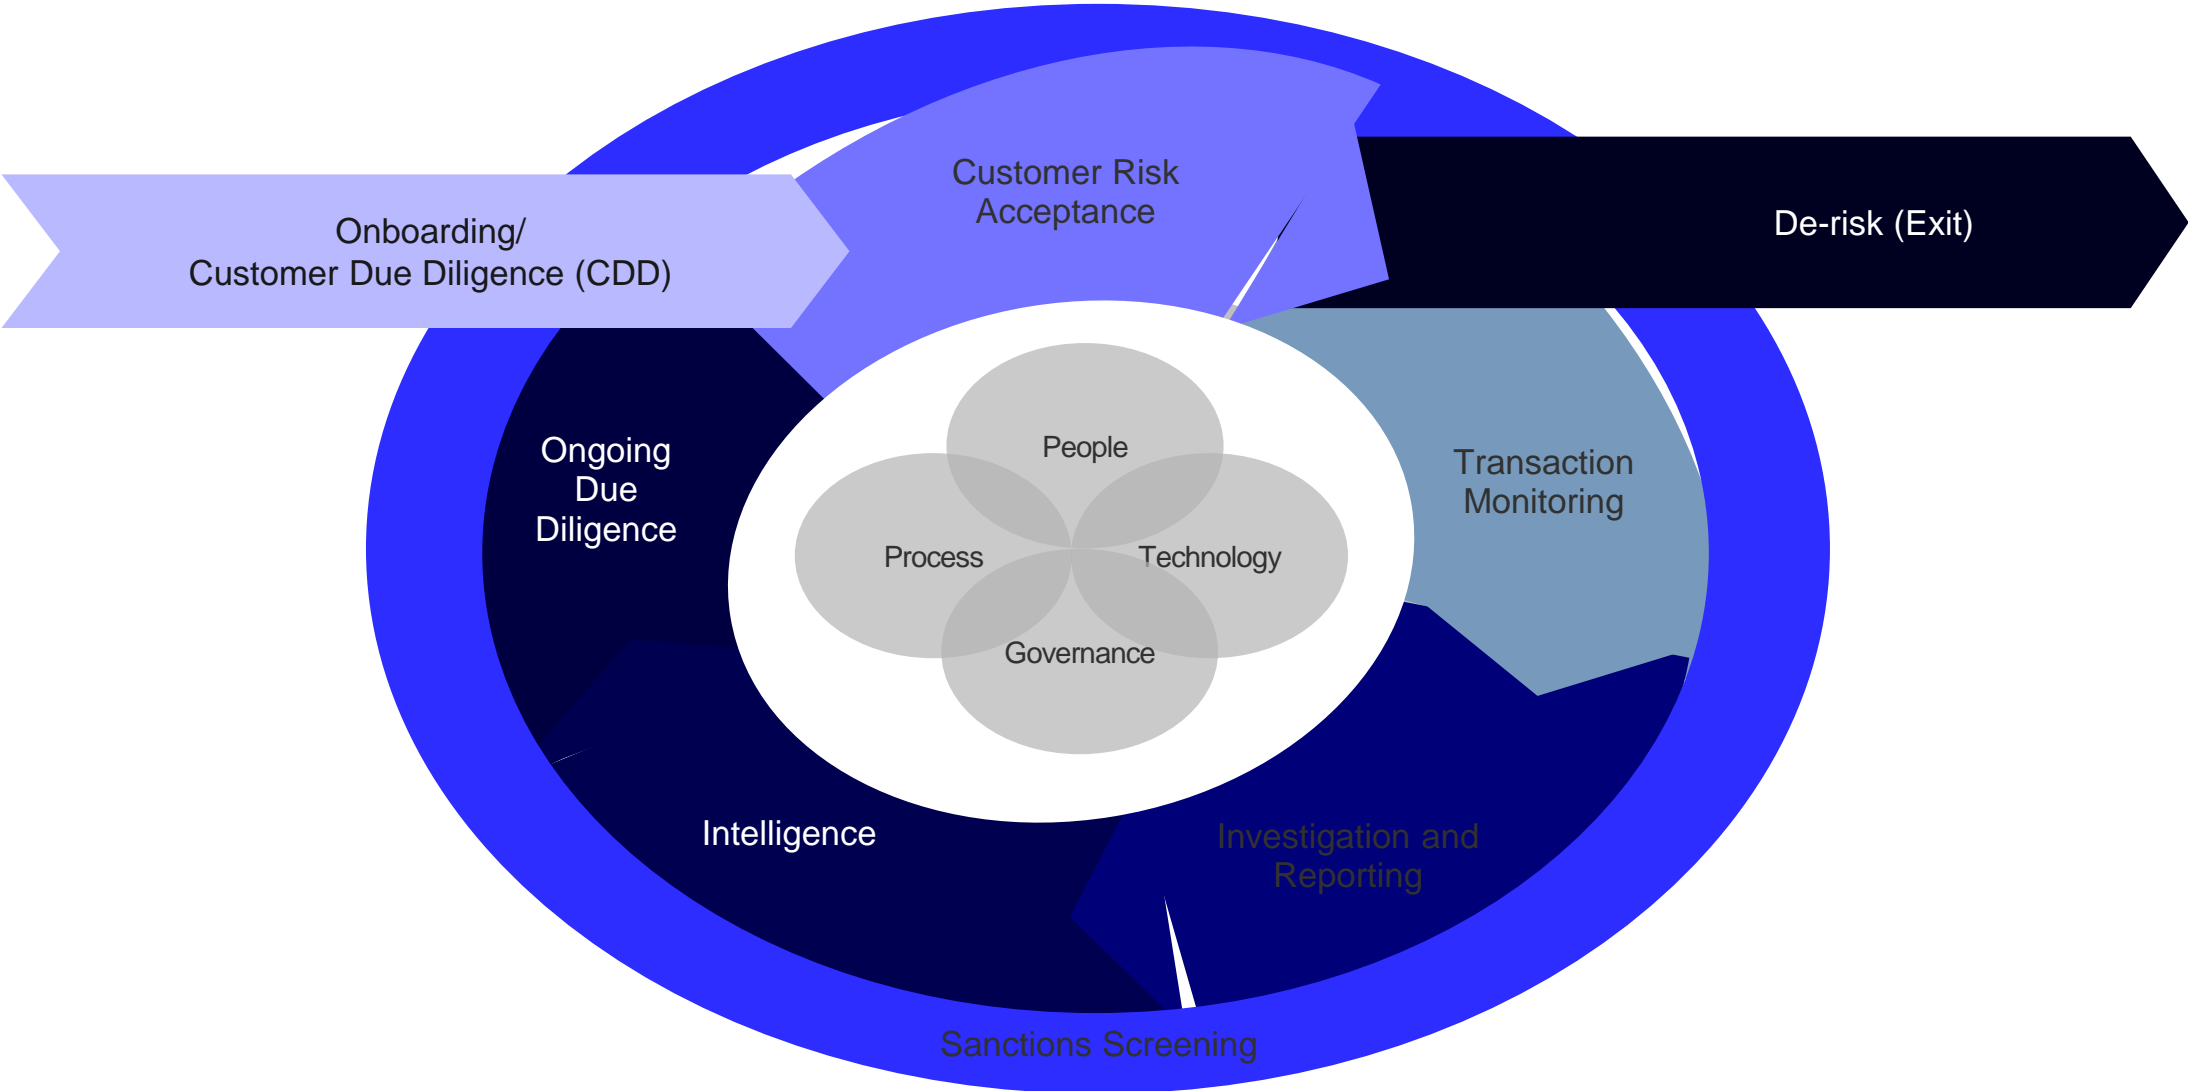 Customer Risk
Acceptance
Onboarding/
Customer Due Diligence (CDD)
De-risk (Exit)
Ongoing
Due
Diligence
People
Transaction
Monitoring
Process
Technology
Governance
Intelligence
Investigation and
Reporting
Sanctions Screening